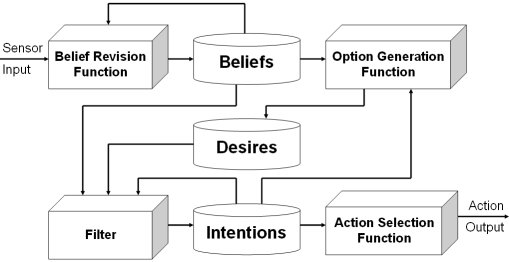 Sensor
Input
Belief Revision
Function
Beliefs
Option Generation
Function
Desires
Filter
Intentions
Action Selection
Function
Action
Output